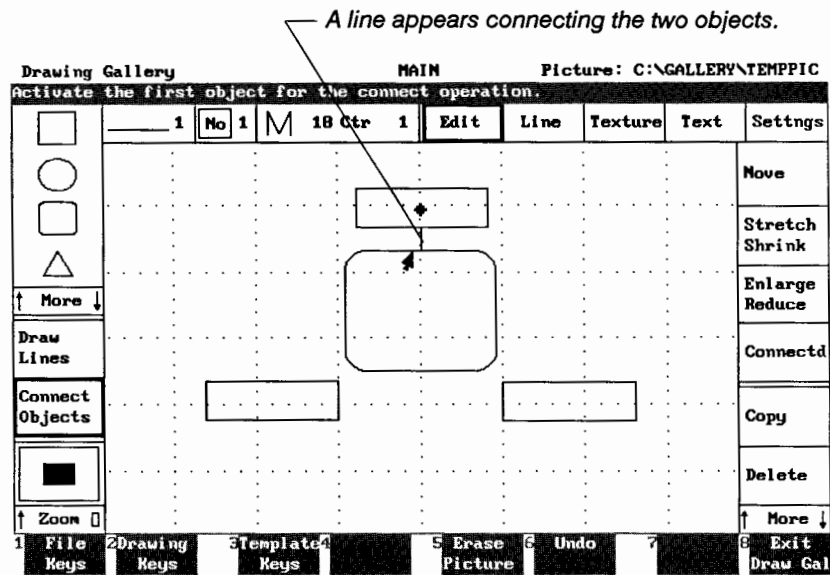 A line appears connecting the two objects.
Drawing Gallery MAIN Picture: C:\GALLERY\TEMPPIC
Activate the first object for the connect operation.
1 No 1 M 18 Ctr 1 Edit Line Texture Text Settngs
Move
Stretch
Shrink
Enlarge
Reduce
↑ More ↓
Draw
Lines
Connectd
Connect
Objects
Copy
Delete
↑ Zoom
↑ More ↓
1 File Keys
2 Drawing Keys
3 Template Keys
4
5 Erase Picture
6 Undo
7
8 Exit Draw Gal